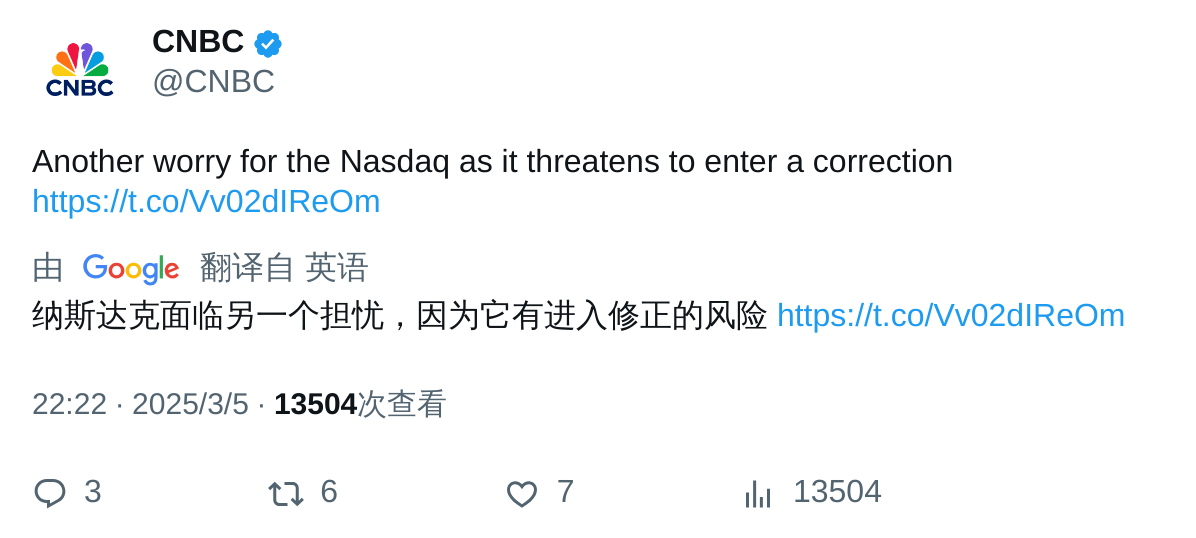 CNBC
CNBC
@CNBC
Another worry for the Nasdaq as it threatens to enter a correction
https://t.co/Vv02dIReOm
由 Google 翻译自 英语
纳斯达克面临另一个担忧，因为它有进入修正的风险 https://t.co/Vv02dIReOm
22:22 · 2025/3/5 · 13504次查看
3 6 7 13504